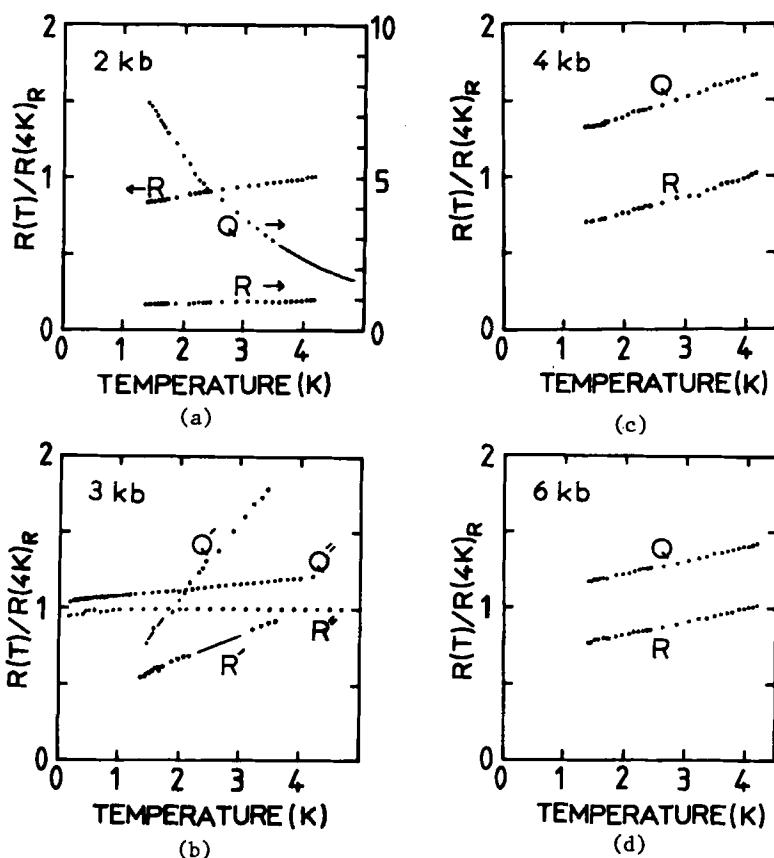 2
1
0
R(T)/R(4K)R
2 kb
Q
←R
Q →
R →
10
5
0
0 1 2 3 4
TEMPERATURE(K)
(a)
2
1
0
R(T)/R(4K)R
4 kb
Q
R
0 1 2 3 4
TEMPERATURE(K)
(c)
2
1
0
R(T)/R(4K)R
3 kb
Q′
Q″
R″
R′
0 1 2 3 4
TEMPERATURE(K)
(b)
2
1
0
R(T)/R(4K)R
6 kb
Q
R
0 1 2 3 4
TEMPERATURE(K)
(d)